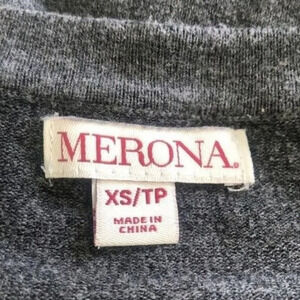 MERONA.
XS/TP
MADE IN
CHINA